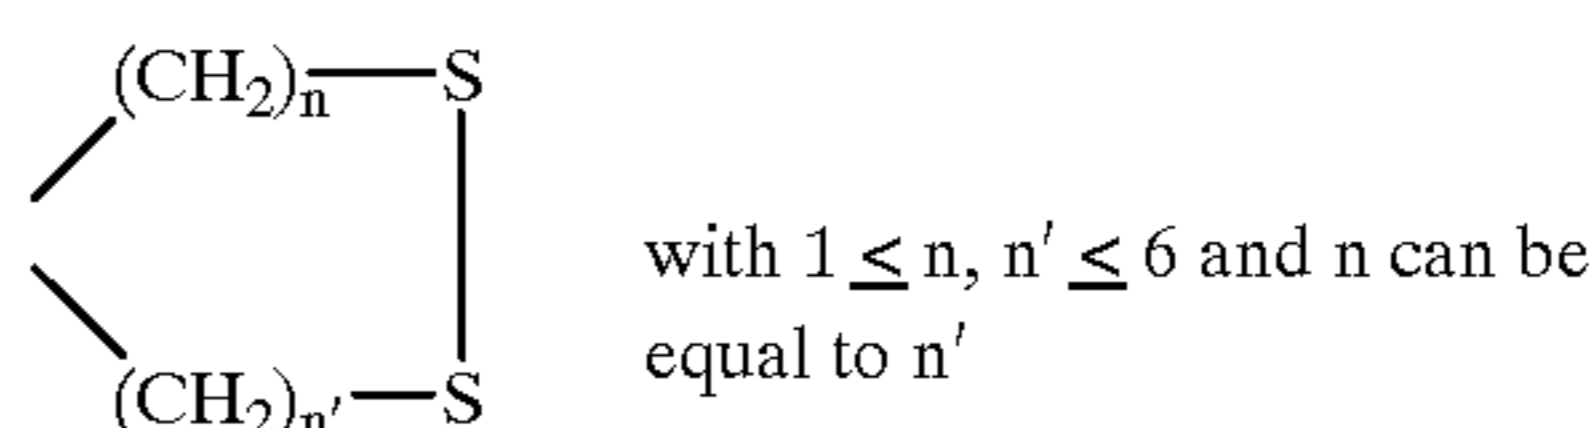 (CH2)n—S
with 1 ≤ n, n′ ≤ 6 and n can be
equal to n′
(CH2)n′—S